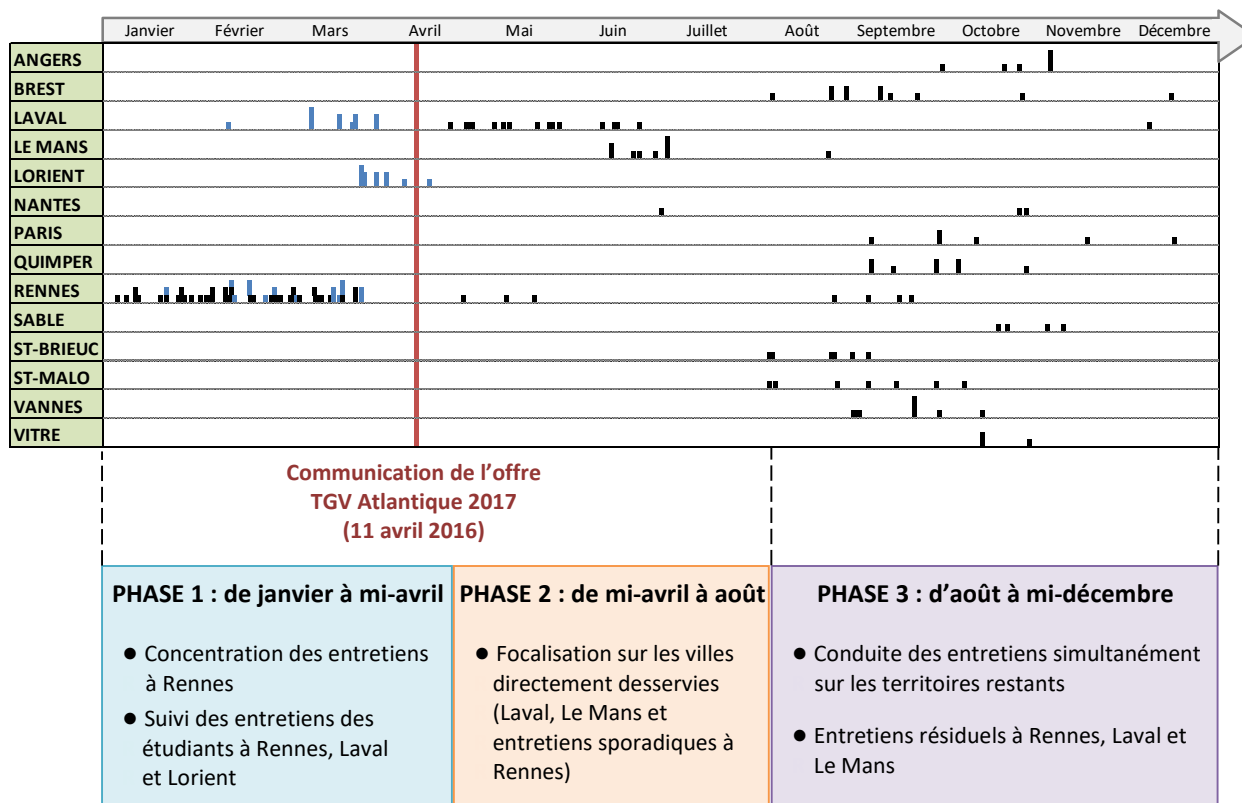 Janvier Février Mars Avril Mai Juin Juillet Août Septembre Octobre Novembre Décembre
ANGERS
BREST
LAVAL
LE MANS
LORIENT
NANTES
PARIS
QUIMPER
RENNES
SABLE
ST-BRIEUC
ST-MALO
VANNES
VITRE
Communication de l'offre
TGV Atlantique 2017
(11 avril 2016)
PHASE 1 : de janvier à mi-avril
● Concentration des entretiens
à Rennes
● Suivi des entretiens des
étudiants à Rennes, Laval
et Lorient
PHASE 2 : de mi-avril à août
● Focalisation sur les villes
directement desservies
(Laval, Le Mans et
entretiens sporadiques à
Rennes)
PHASE 3 : d'août à mi-décembre
● Conduite des entretiens simultanément
sur les territoires restants
● Entretiens résiduels à Rennes, Laval et
Le Mans